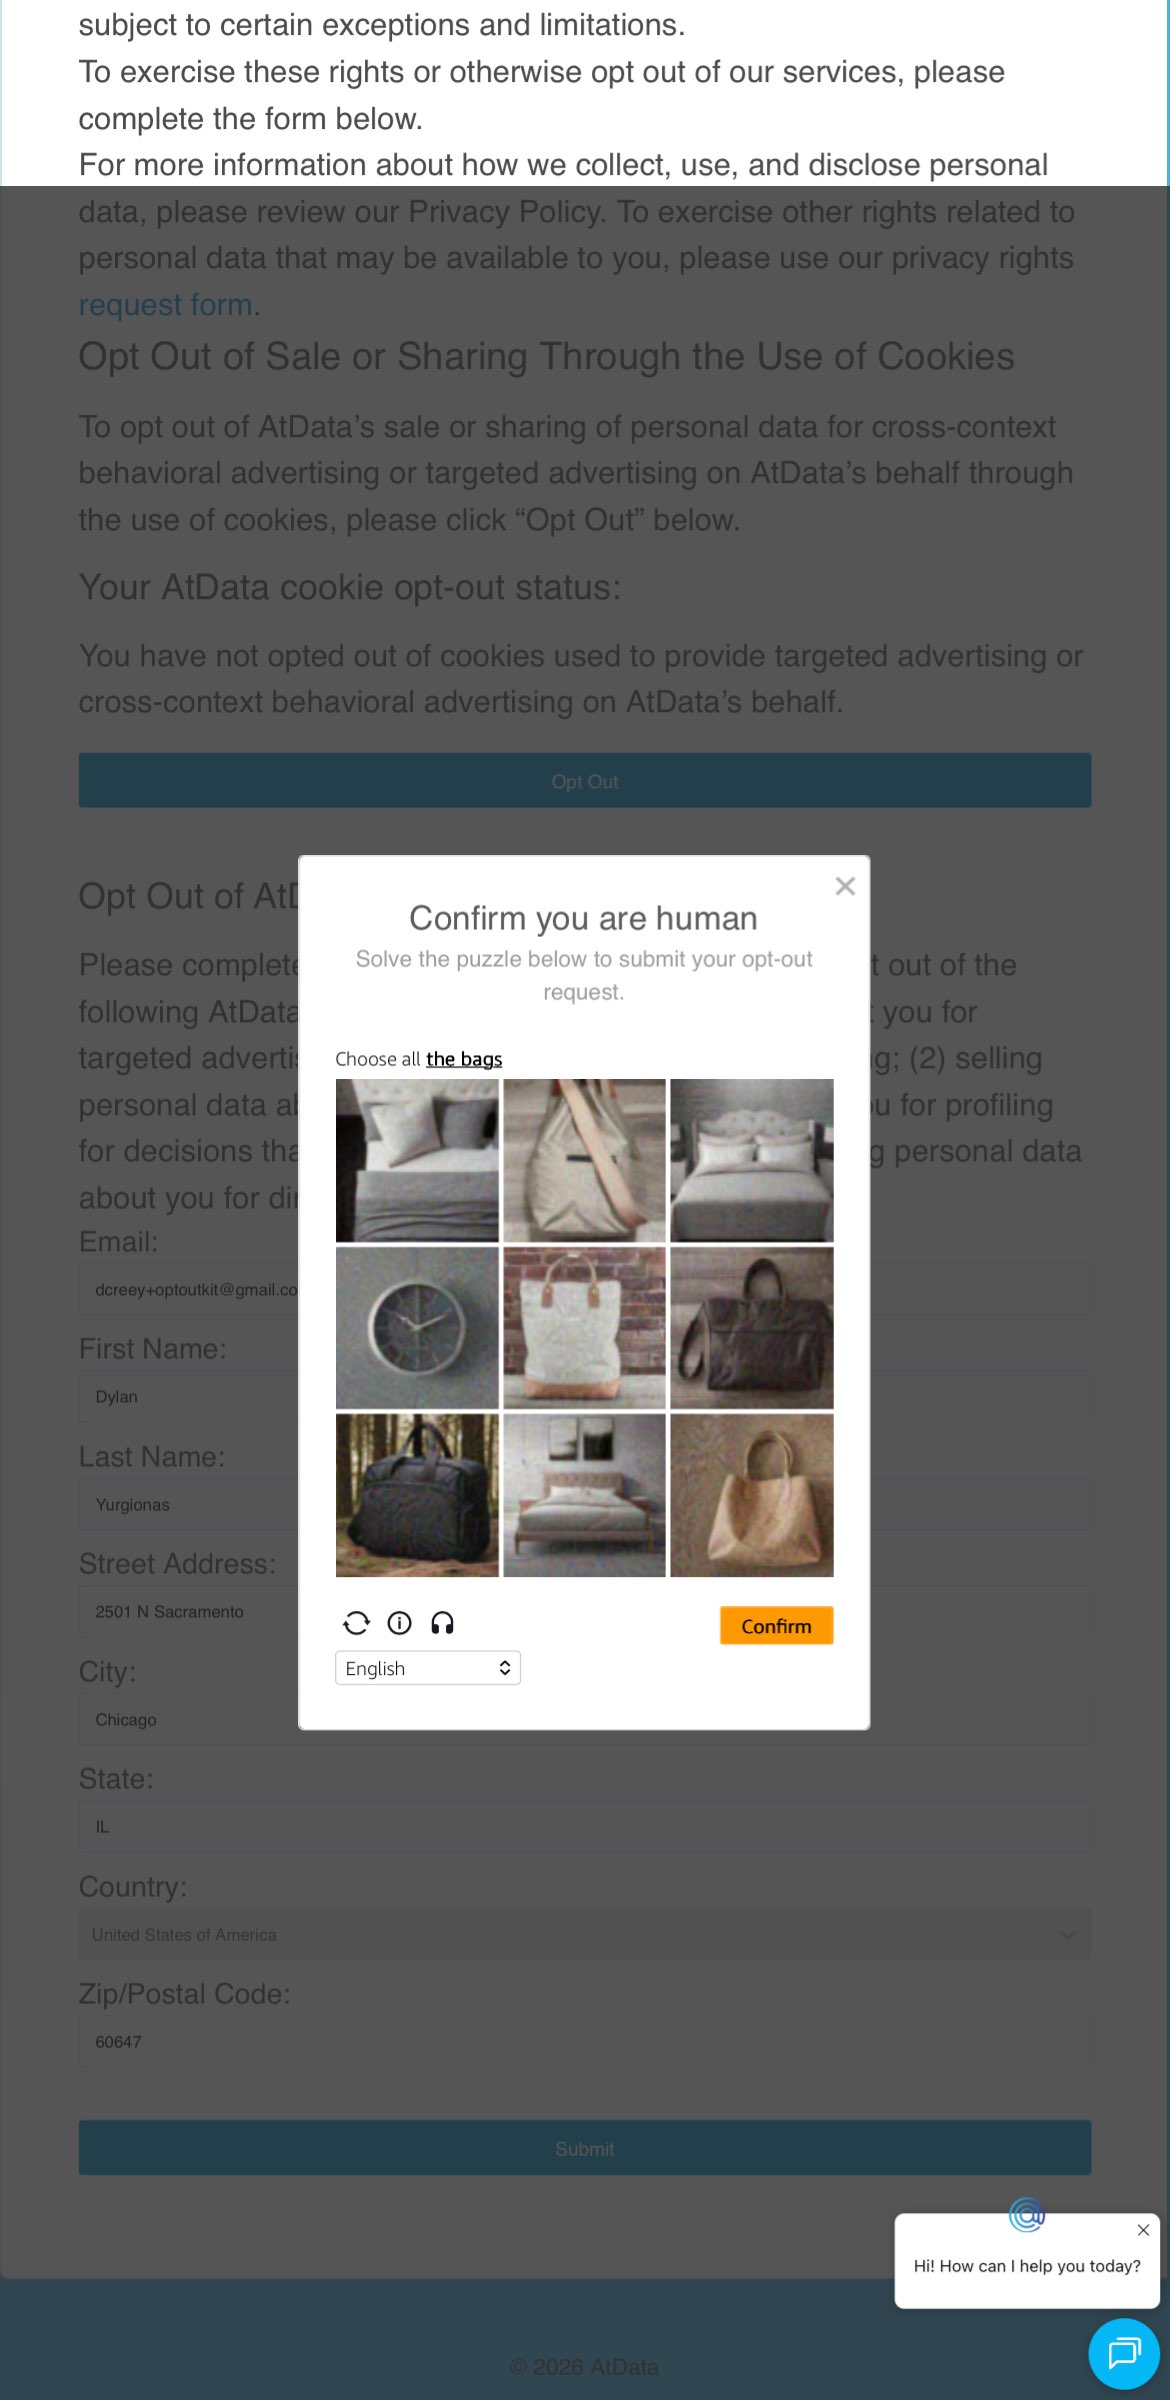 subject to certain exceptions and limitations.
To exercise these rights or otherwise opt out of our services, please
complete the form below.
For more information about how we collect, use, and disclose personal
data, please review our Privacy Policy. To exercise other rights related to
personal data that may be available to you, please use our privacy rights
request form.
Opt Out of Sale or Sharing Through the Use of Cookies
To opt out of AtData’s sale or sharing of personal data for cross-context
behavioral advertising or targeted advertising on AtData’s behalf through
the use of cookies, please click “Opt Out” below.
Your AtData cookie opt-out status:
You have not opted out of cookies used to provide targeted advertising or
cross-context behavioral advertising on AtData’s behalf.
Opt Out
Opt Out of
Confirm you are human
Solve the puzzle below to submit your opt-out
request.
Choose all the bags
Confirm
English
Please complete t out of the
following AtData you for
targeted g; (2) selling
personal data u for profiling
for decisions g personal data
about you for
Email:
dcreey+optoutkit@gmail.co
First Name:
Dylan
Last Name:
Yurgionas
Street Address:
2501 N Sacramento
City:
Chicago
State:
IL
Country:
United States of America
Zip/Postal Code:
60647
Submit
Hi! How can I help you today?
© 2026 AtData